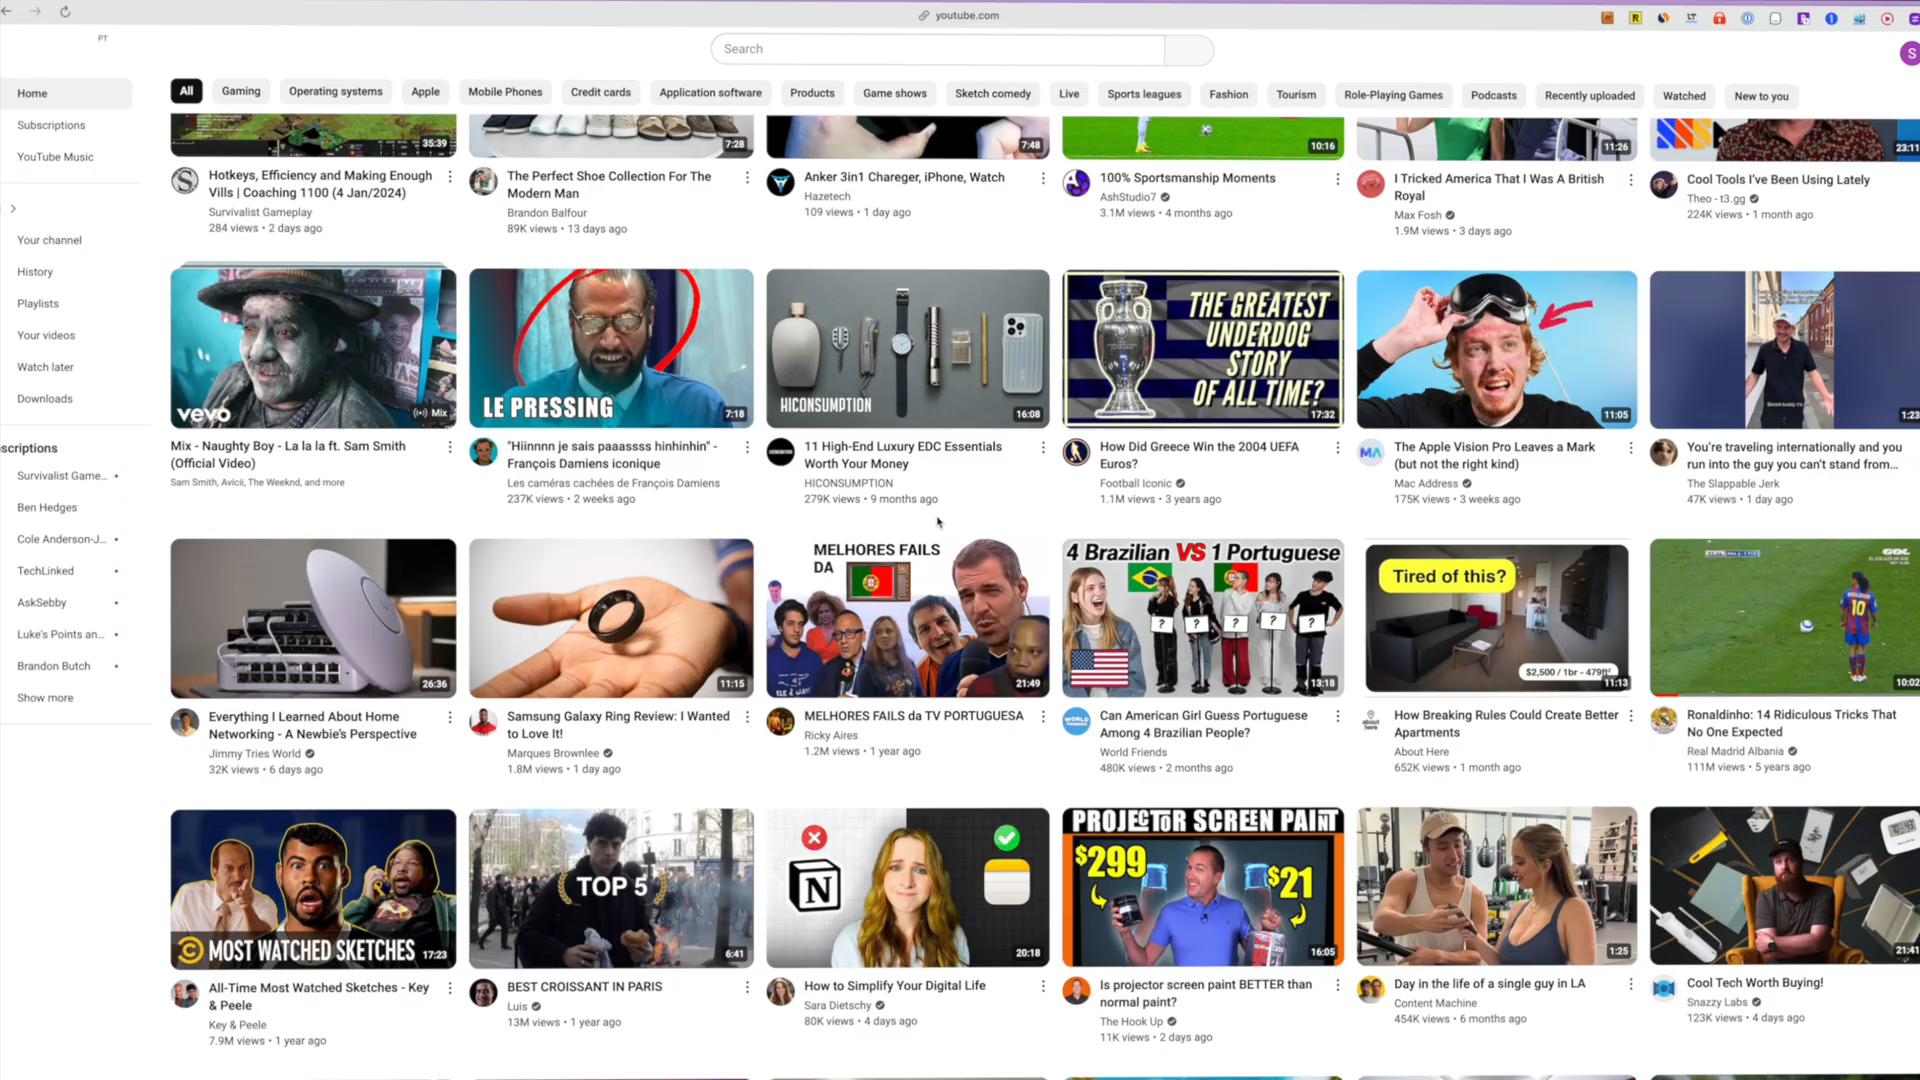 youtube.com
PT
Search
S
Home
Subscriptions
YouTube Music
Your channel
History
Playlists
Your videos
Watch later
Downloads
scriptions
Survivalist Game...
Ben Hedges
Cole Anderson-J...
TechLinked
AskSebby
Luke's Points an...
Brandon Butch
Show more
All
Gaming
Operating systems
Apple
Mobile Phones
Credit cards
Application software
Products
Game shows
Sketch comedy
Live
Sports leagues
Fashion
Tourism
Role-Playing Games
Podcasts
Recently uploaded
Watched
New to you
35:39
Hotkeys, Efficiency and Making Enough
Vills | Coaching 1100 (4 Jan/2024)
Survivalist Gameplay
284 views • 2 days ago
7:28
The Perfect Shoe Collection For The
Modern Man
Brandon Balfour
89K views • 13 days ago
7:48
Anker 3in1 Chareger, iPhone, Watch
Hazetech
109 views • 1 day ago
10:16
100% Sportsmanship Moments
AshStudio7
3.1M views • 4 months ago
11:26
I Tricked America That I Was A British
Royal
Max Fosh
1.9M views • 3 days ago
23:11
Cool Tools I've Been Using Lately
Theo - t3.gg
224K views • 1 month ago
vevo
Mix
Mix - Naughty Boy - La la la ft. Sam Smith
(Official Video)
Sam Smith, Avicii, The Weeknd, and more
LE PRESSING
7:18
"Hiinnnn je sais paaassss hinhinhin" -
François Damiens iconique
Les caméras cachées de François Damiens
237K views • 2 weeks ago
HICONSUMPTION
16:08
11 High-End Luxury EDC Essentials
Worth Your Money
HICONSUMPTION
279K views • 9 months ago
THE GREATEST
UNDERDOG
STORY
OF ALL TIME?
17:32
How Did Greece Win the 2004 UEFA
Euros?
Football Iconic
1.1M views • 3 years ago
11:05
MA
The Apple Vision Pro Leaves a Mark
(but not the right kind)
Mac Address
175K views • 3 weeks ago
1:23
You're traveling internationally and you
run into the guy you can't stand from...
The Slappable Jerk
47K views • 1 day ago
26:36
Everything I Learned About Home
Networking - A Newbie's Perspective
Jimmy Tries World
32K views • 6 days ago
11:15
Samsung Galaxy Ring Review: I Wanted
to Love It!
Marques Brownlee
1.8M views • 1 day ago
MELHORES FAILS
DA
21:49
MELHORES FAILS da TV PORTUGUESA
Ricky Aires
1.2M views • 1 year ago
4 Brazilian VS 1 Portuguese
? ? ? ? ?
13:18
WORLD
FRIENDS
Can American Girl Guess Portuguese
Among 4 Brazilian People?
World Friends
480K views • 2 months ago
Tired of this?
$2,500 / 1br - 479ft²
11:13
about
here
How Breaking Rules Could Create Better
Apartments
About Here
652K views • 1 month ago
GOL
10
10:02
Ronaldinho: 14 Ridiculous Tricks That
No One Expected
Real Madrid Albania
111M views • 5 years ago
MOST WATCHED SKETCHES
17:23
All-Time Most Watched Sketches - Key
& Peele
Key & Peele
7.9M views • 1 year ago
TOP 5
6:41
BEST CROISSANT IN PARIS
Luis
13M views • 1 year ago
N
20:18
How to Simplify Your Digital Life
Sara Dietschy
80K views • 4 days ago
PROJECTOR SCREEN PAINT
$299
$21
16:05
Is projector screen paint BETTER than
normal paint?
The Hook Up
11K views • 2 days ago
1:25
Day in the life of a single guy in LA
Content Machine
454K views • 6 months ago
21:41
Cool Tech Worth Buying!
Snazzy Labs
123K views • 4 days ago